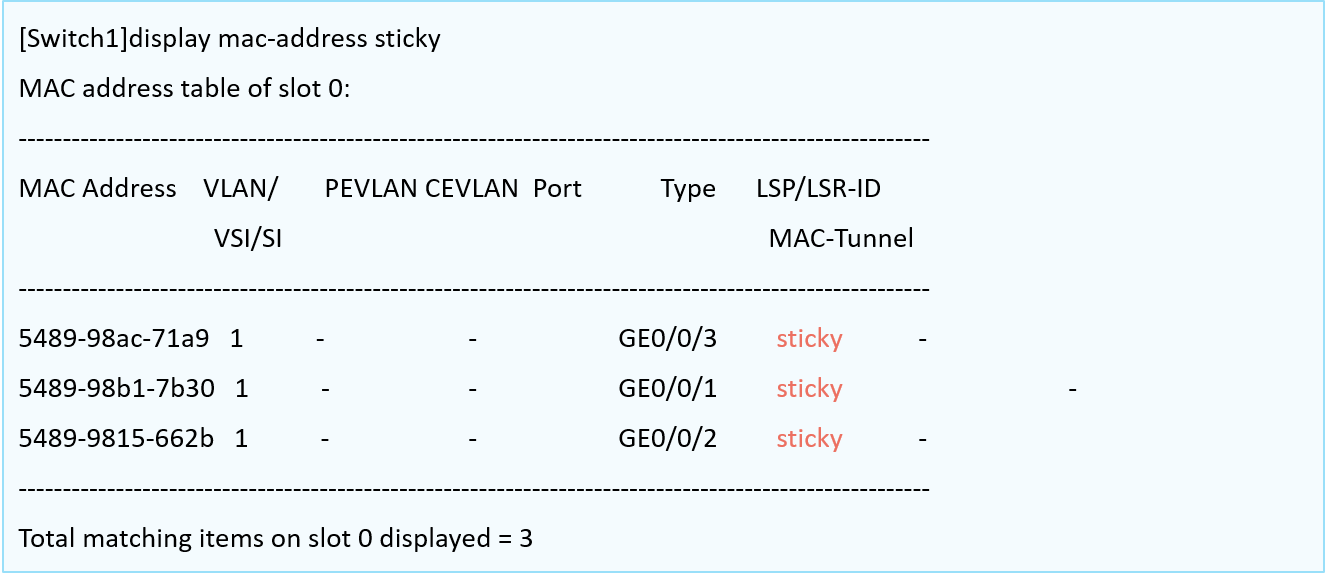 [Switch1]display mac-address sticky
MAC address table of slot 0:
-------------------------------------------------------------------------------------------------------
MAC Address VLAN/ PEVLAN CEVLAN Port Type LSP/LSR-ID
VSI/SI MAC-Tunnel
-------------------------------------------------------------------------------------------------------
5489-98ac-71a9 1 - - GE0/0/3 sticky -
5489-98b1-7b30 1 - - GE0/0/1 sticky -
5489-9815-662b 1 - - GE0/0/2 sticky -
-------------------------------------------------------------------------------------------------------
Total matching items on slot 0 displayed = 3